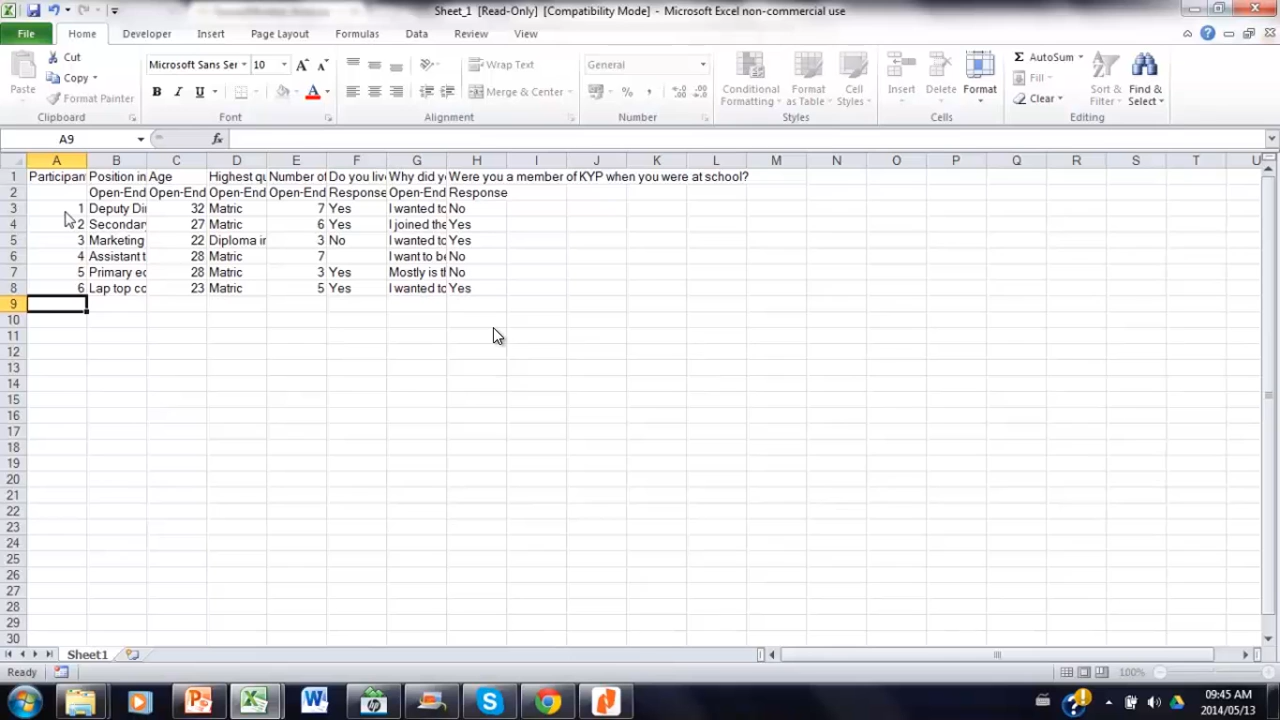 Sheet_1 [Read-Only] [Compatibility Mode] - Microsoft Excel non-commercial use
File Home Developer Insert Page Layout Formulas Data Review View
Cut
Copy
Format Painter
Paste
Clipboard
Microsoft Sans Ser 10
B I U
Font
Wrap Text
Merge & Center
Alignment
General
%
Number
Conditional Formatting
Format as Table
Cell Styles
Styles
Insert Delete Format
Cells
AutoSum
Fill
Clear
Sort & Filter
Find & Select
Editing
A9 fx
A B C D E F G H I J K L M N O P Q R S T U
1 Participan Position in Age Highest qu Number of Do you live Why did yo Were you a member of KYP when you were at school?
2 Open-End Open-End Open-End Open-End Response Open-End Response
3 1 Deputy Dir 32 Matric 7 Yes I wanted to No
4 2 Secondary 27 Matric 6 Yes I joined the Yes
5 3 Marketing 22 Diploma in 3 No I wanted to Yes
6 4 Assistant t 28 Matric 7 I want to be No
7 5 Primary ed 28 Matric 3 Yes Mostly is th No
8 6 Lap top co 23 Matric 5 Yes I wanted to Yes
9
10
11
12
13
14
15
16
17
18
19
20
21
22
23
24
25
26
27
28
29
30
Sheet1
Ready 100%
09:45 AM
2014/05/13